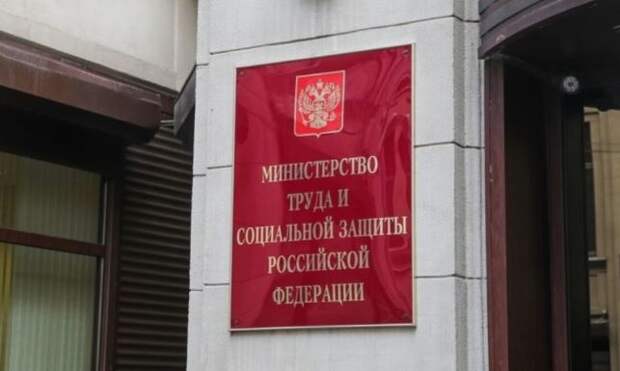 МИНИСТЕРСТВО
ТРУДА И
СОЦИАЛЬНОЙ ЗАЩИТЫ
РОССИЙСКОЙ
ФЕДЕРАЦИИ